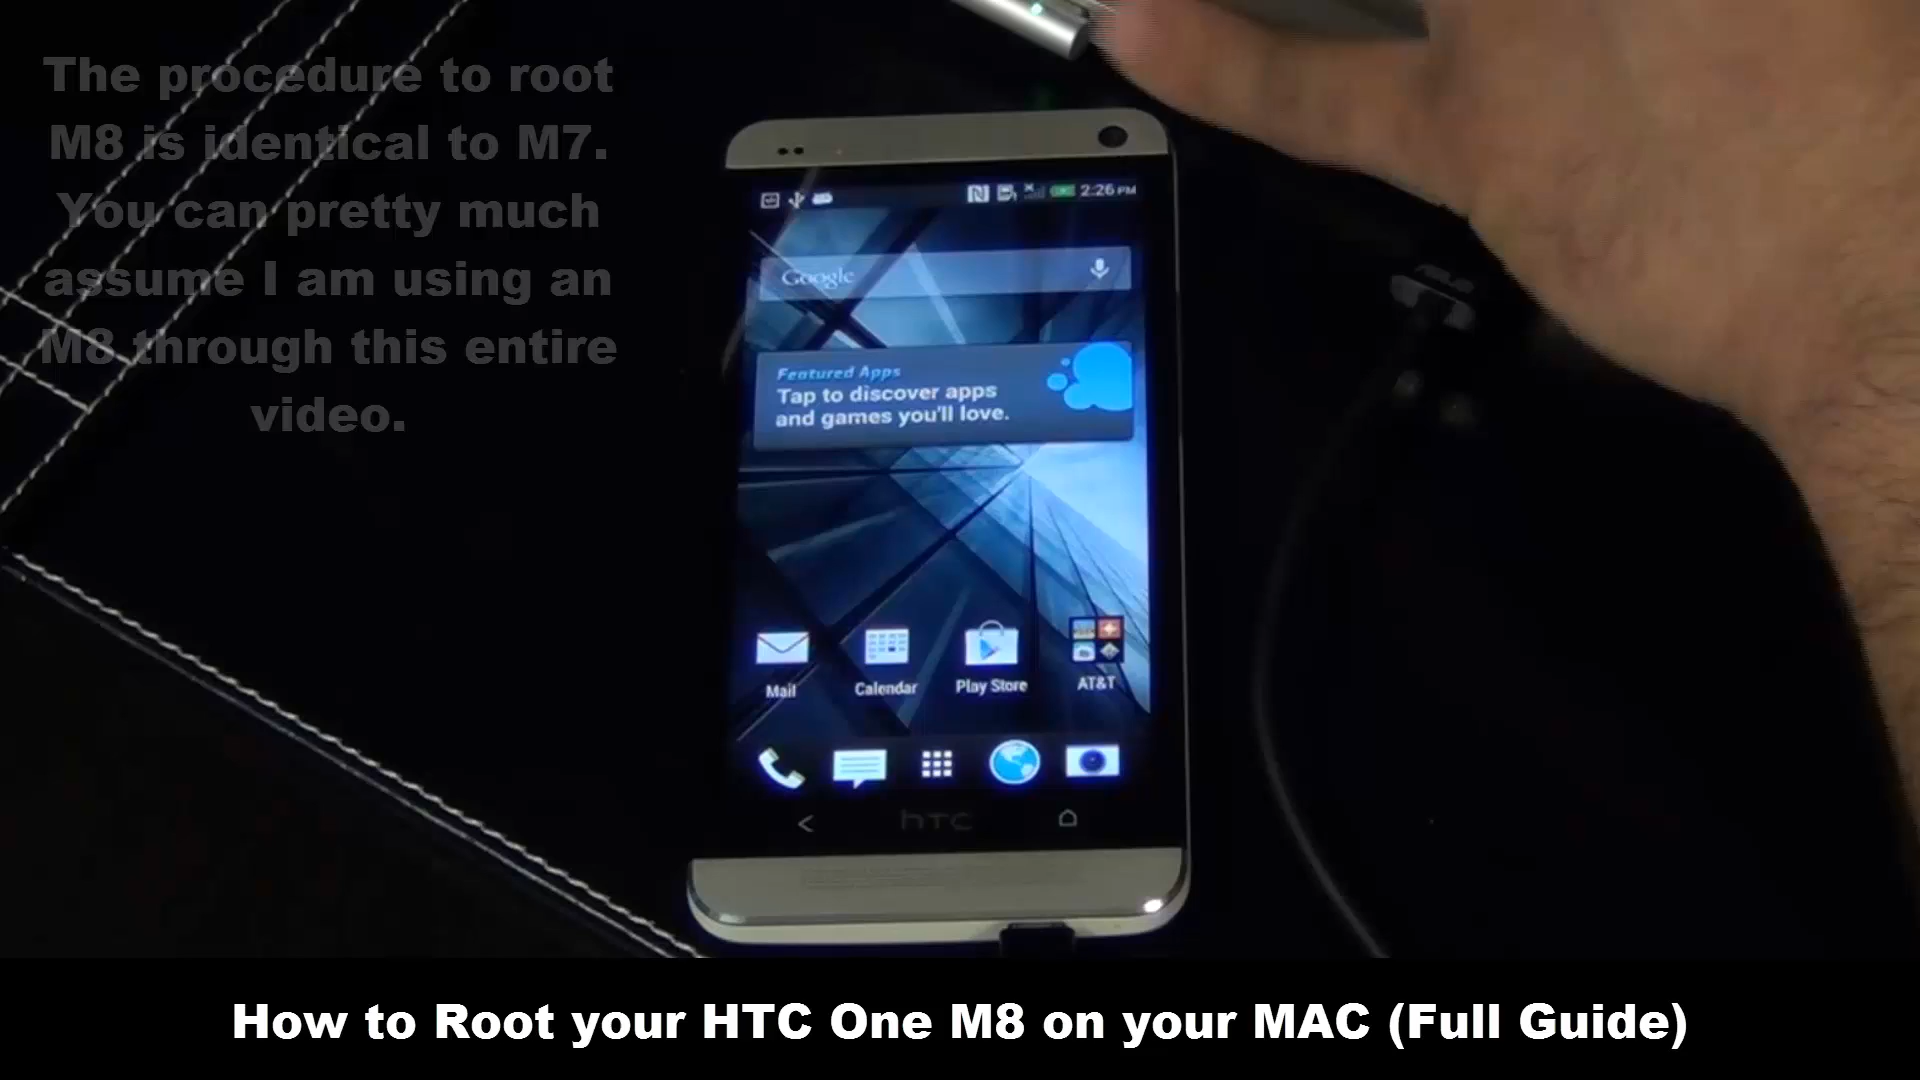 The procedure to root
M8 is identical to M7.
You can pretty much
assume I am using an
M8 through this entire
video.
2:26 PM
Google
Featured Apps
Tap to discover apps
and games you'll love.
Mail
Calendar
Play Store
AT&T
hTC
ASUS
How to Root your HTC One M8 on your MAC (Full Guide)